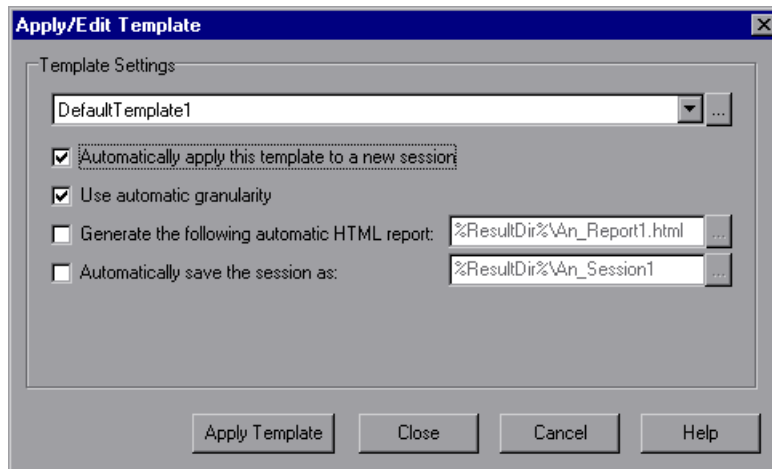 Apply/Edit Template
Template Settings
DefaultTemplate1
...
Automatically apply this template to a new session
Use automatic granularity
Generate the following automatic HTML report: %ResultDir%\An_Report1.html ...
Automatically save the session as: %ResultDir%\An_Session1 ...
Apply Template Close Cancel Help